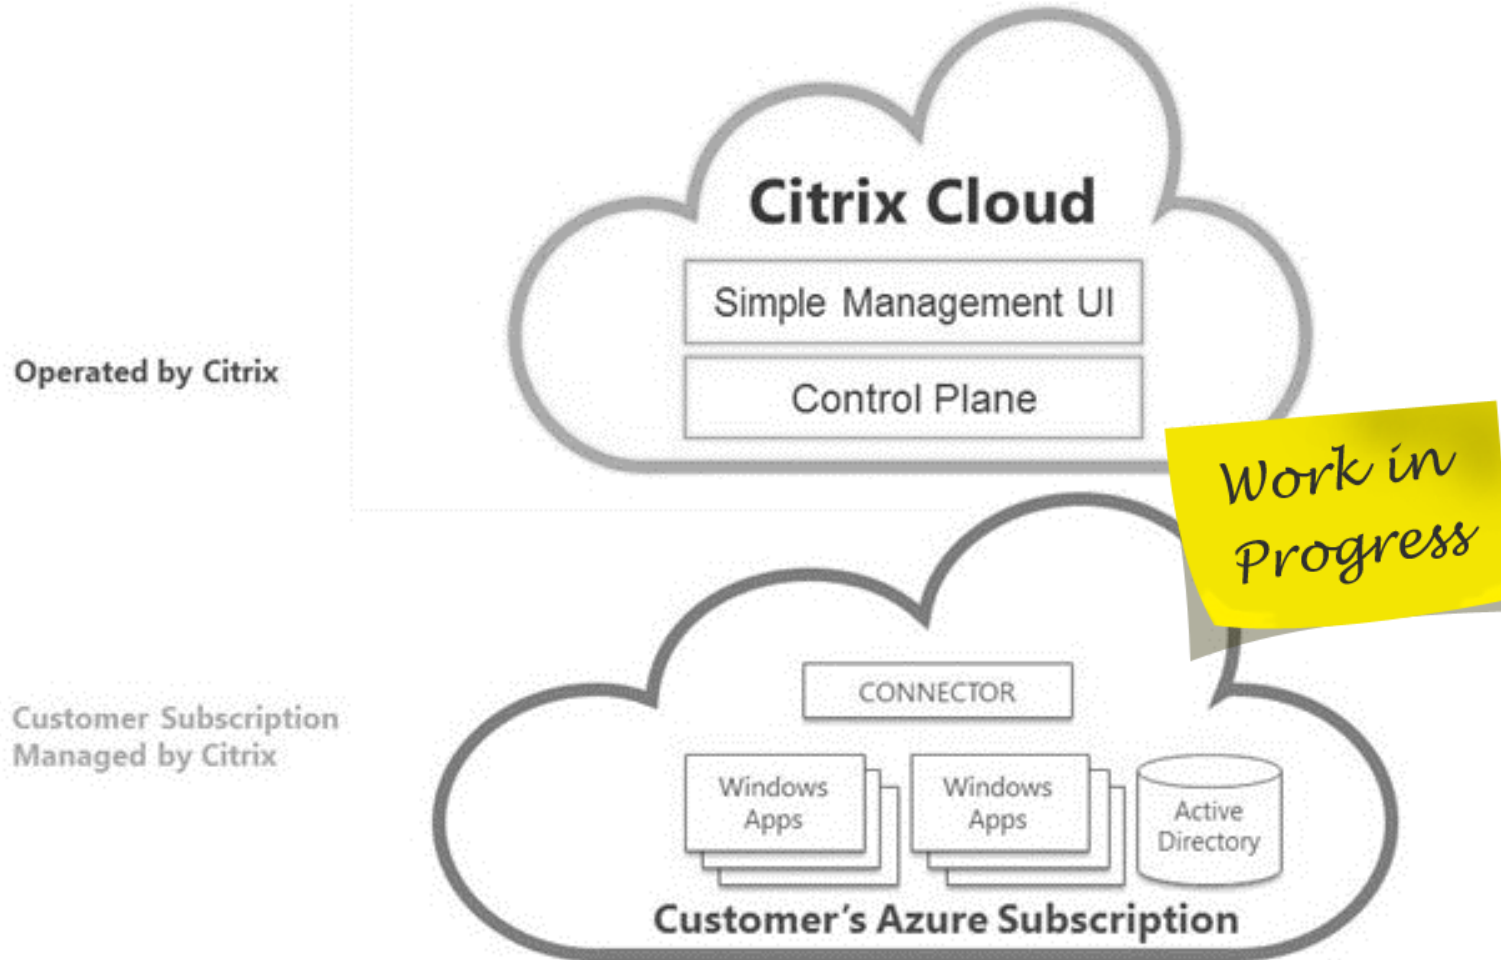 Citrix Cloud
Simple Management UI
Control Plane
Operated by Citrix
Work in
Progress
CONNECTOR
Customer Subscription
Managed by Citrix
Windows
Apps
Windows
Apps
Active
Directory
Customer's Azure Subscription